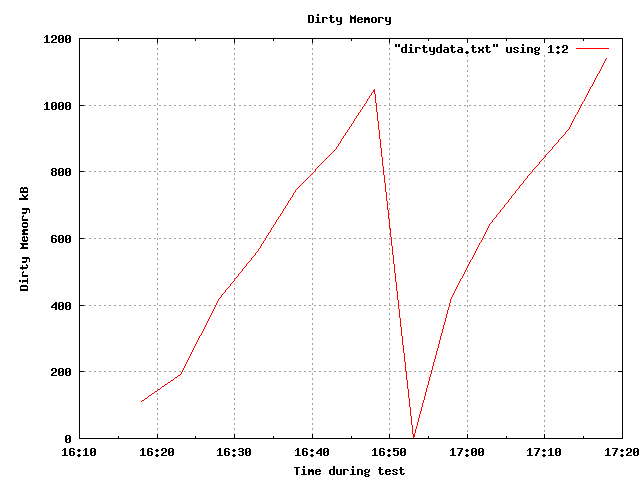 Dirty Memory
"dirtydata.txt" using 1:2
1200
1000
800
600
400
200
0
Dirty Memory kB
16:10 16:20 16:30 16:40 16:50 17:00 17:10 17:20
Time during test